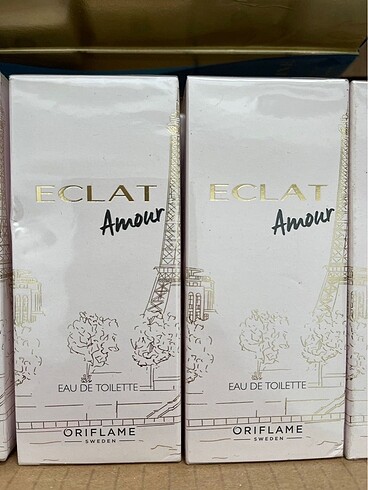 ECLAT
Amour
EAU DE TOILETTE
ORIFLAME
SWEDEN
ECLAT
Amour
EAU DE TOILETTE
ORIFLAME
SWEDEN